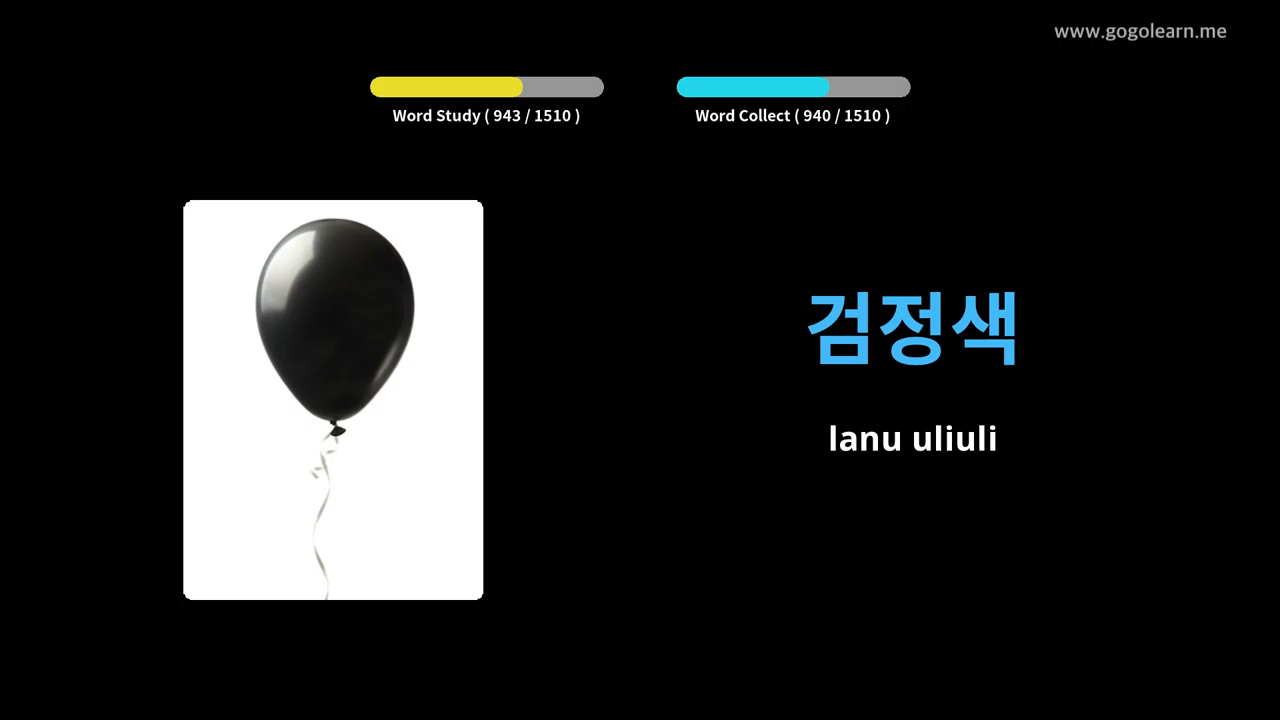 www.gogolearn.me
Word Study ( 943 / 1510 )
Word Collect ( 940 / 1510 )
검정색
lanu uliuli